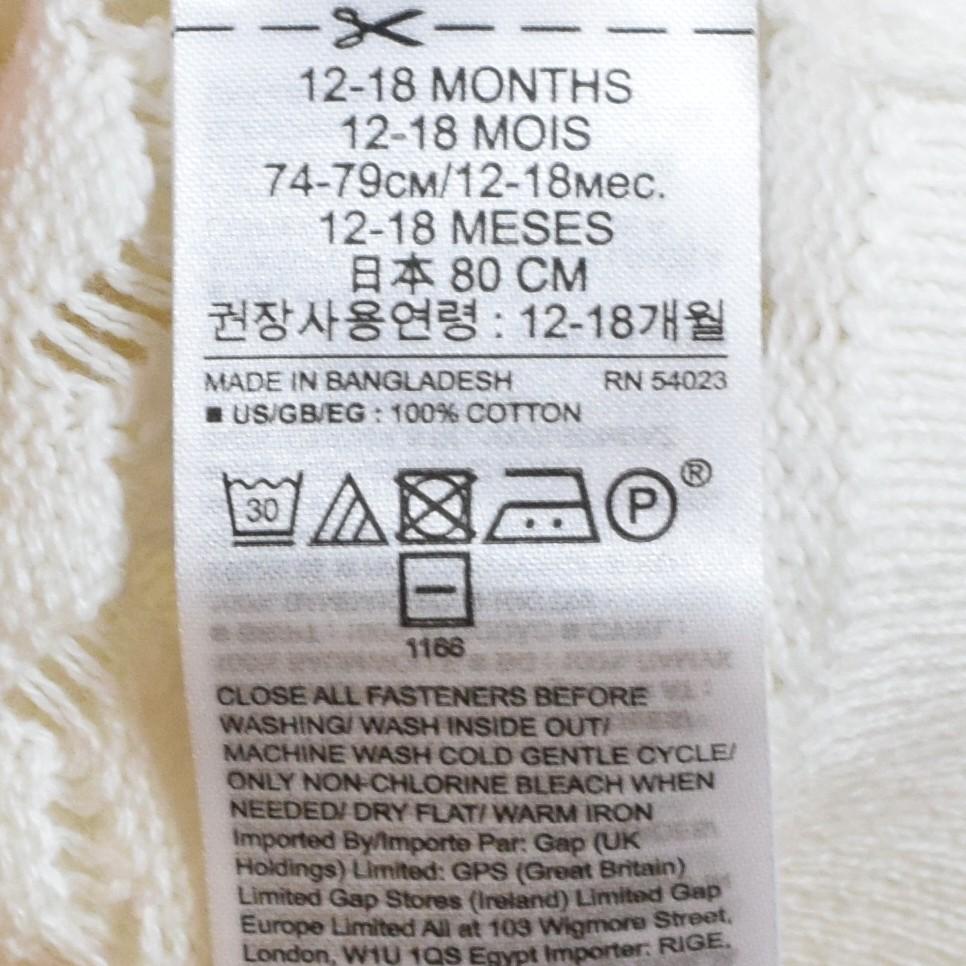 12-18 MONTHS
12-18 MOIS
74-79см/12-18мес.
12-18 MESES
日本 80 CM
권장사용연령 : 12-18개월
MADE IN BANGLADESH RN 54023
■ US/GB/EG : 100% COTTON
30 P ®
1166
CLOSE ALL FASTENERS BEFORE
WASHING/ WASH INSIDE OUT/
MACHINE WASH COLD GENTLE CYCLE/
ONLY NON-CHLORINE BLEACH WHEN
NEEDED/ DRY FLAT/ WARM IRON
Imported By/Importe Par: Gap (UK
Holdings) Limited: GPS (Great Britain)
Limited Gap Stores (Ireland) Limited Gap
Europe Limited All at 103 Wigmore Street,
London, W1U 1QS Egypt Importer: RIGE,